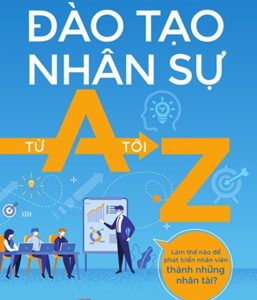 ĐÀO TẠO
NHÂN SỰ
TỪ A TỚI Z
Làm thế nào để
phát triển nhân viên
thành những
nhân tài?